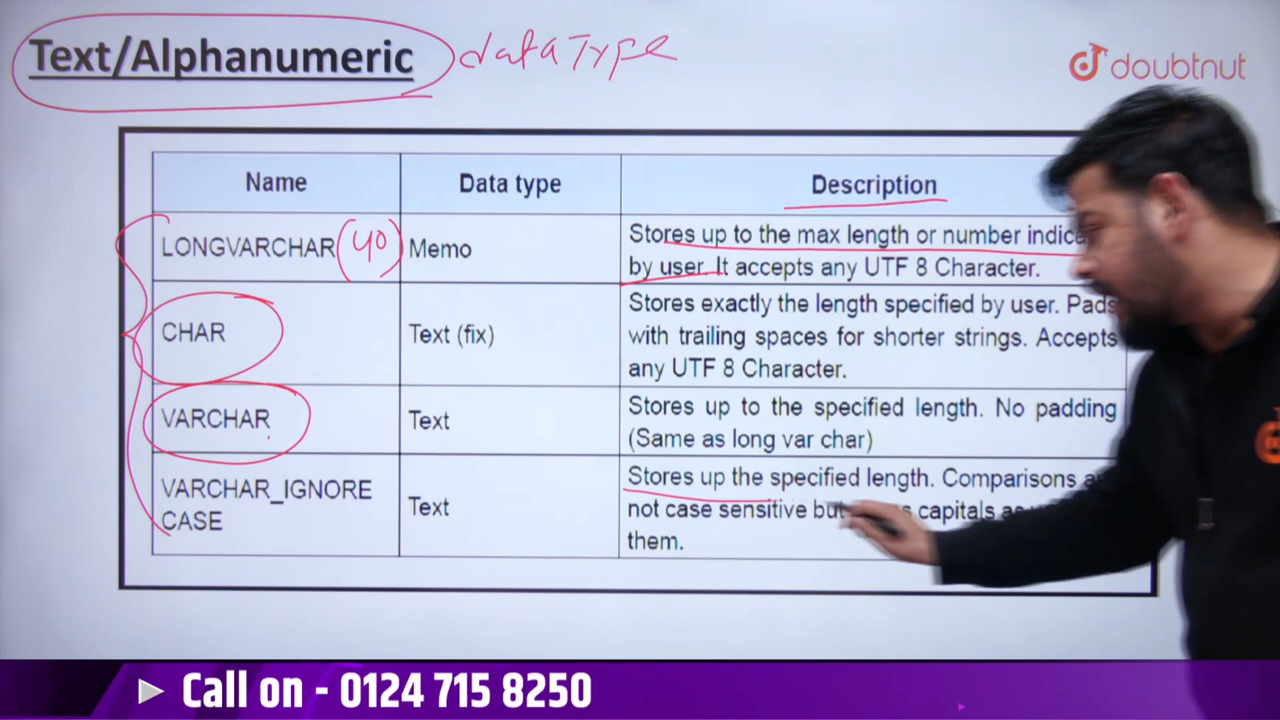 Text/Alphanumeric data Type
doubtnut
Name Data type Description
LONGVARCHAR (40) Memo Stores up to the max length or number
by user. It accepts any UTF 8 Character.
CHAR Text (fix) Stores exactly the length specified by user. Pads
with trailing spaces for shorter strings. Accepts
any UTF 8 Character.
VARCHAR Text Stores up to the specified length. No padding
(Same as long var char)
VARCHAR_IGNORE
CASE
Text Stores up the specified length. Comparisons
not case sensitive but capitals
them.
Call on - 0124 715 8250